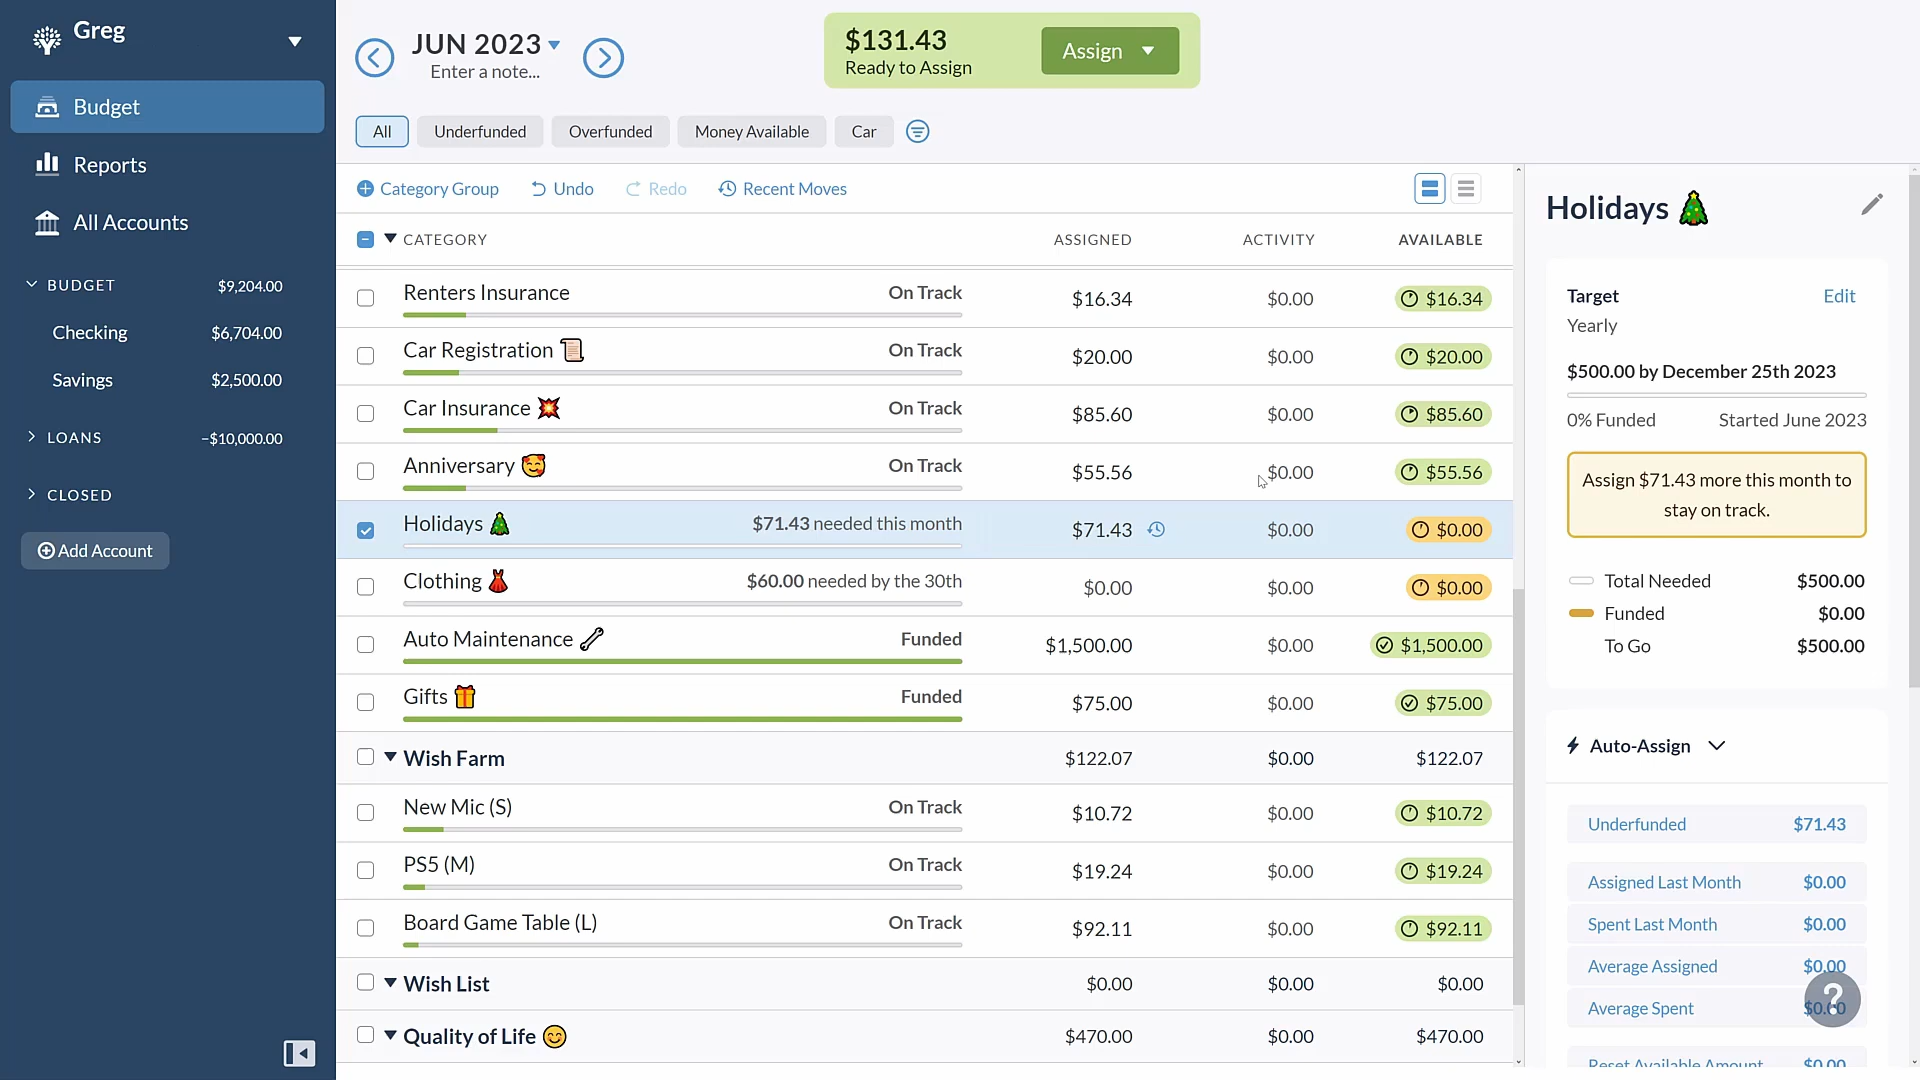 Greg
Budget
Reports
All Accounts
BUDGET $9,204.00
Checking $6,704.00
Savings $2,500.00
LOANS −$10,000.00
CLOSED
Add Account
JUN 2023
Enter a note...
$131.43
Ready to Assign
Assign
All Underfunded Overfunded Money Available Car
Category Group Undo Redo Recent Moves
CATEGORY ASSIGNED ACTIVITY AVAILABLE
Renters Insurance On Track $16.34 $0.00 $16.34
Car Registration On Track $20.00 $0.00 $20.00
Car Insurance On Track $85.60 $0.00 $85.60
Anniversary On Track $55.56 $0.00 $55.56
Holidays $71.43 needed this month $71.43 $0.00 $0.00
Clothing $60.00 needed by the 30th $0.00 $0.00 $0.00
Auto Maintenance Funded $1,500.00 $0.00 $1,500.00
Gifts Funded $75.00 $0.00 $75.00
Wish Farm $122.07 $0.00 $122.07
New Mic (S) On Track $10.72 $0.00 $10.72
PS5 (M) On Track $19.24 $0.00 $19.24
Board Game Table (L) On Track $92.11 $0.00 $92.11
Wish List $0.00 $0.00 $0.00
Quality of Life $470.00 $0.00 $470.00
Holidays
Target Edit
Yearly
$500.00 by December 25th 2023
0% Funded Started June 2023
Assign $71.43 more this month to
stay on track.
Total Needed $500.00
Funded $0.00
To Go $500.00
Auto-Assign
Underfunded $71.43
Assigned Last Month $0.00
Spent Last Month $0.00
Average Assigned $0.00
Average Spent $0.00
Reset Available Amount $0.00
?